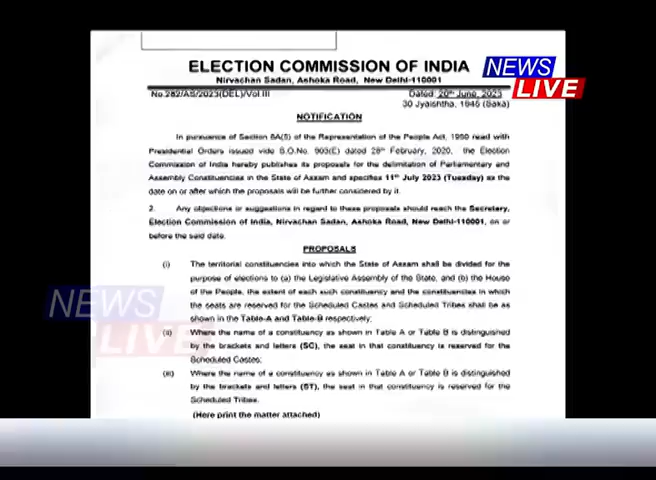 ELECTION COMMISSION OF INDIA
Nirvachan Sadan, Ashoka Road, New Delhi-110001
No.282/AS/2023(DEL)/Vol.III
Dated: 20th June, 2023
30 Jyaishtha, 1945 (Saka)
NOTIFICATION
In pursuance of Section 8A(5) of the Representation of the People Act, 1950 read with
Presidential Orders issued vide S.O.No. 903(E) dated 28th February, 2020, the Election
Commission of India hereby publishes its proposals for the delimitation of Parliamentary and
Assembly Constituencies in the State of Assam and specifies 11th July 2023 (Tuesday) as the
date on or after which the proposals will be further considered by it.
2. Any objections or suggestions in regard to these proposals should reach the Secretary,
Election Commission of India, Nirvachan Sadan, Ashoka Road, New Delhi-110001, on or
before the said date.
PROPOSALS
(i) The territorial constituencies into which the State of Assam shall be divided for the
purpose of elections to (a) the Legislative Assembly of the State, and (b) the House
of the People, the extent of each such constituency and the constituencies in which
the seats are reserved for the Scheduled Castes and Scheduled Tribes shall be as
shown in the Table-A and Table-B respectively;
(ii) Where the name of a constituency as shown in Table A or Table B is distinguished
by the brackets and letters (SC), the seat in that constituency is reserved for the
Scheduled Castes;
(iii) Where the name of a constituency as shown in Table A or Table B is distinguished
by the brackets and letters (ST), the seat in that constituency is reserved for the
Scheduled Tribes.
(Here print the matter attached)
NEWS
LIVE
NEWS
LIVE